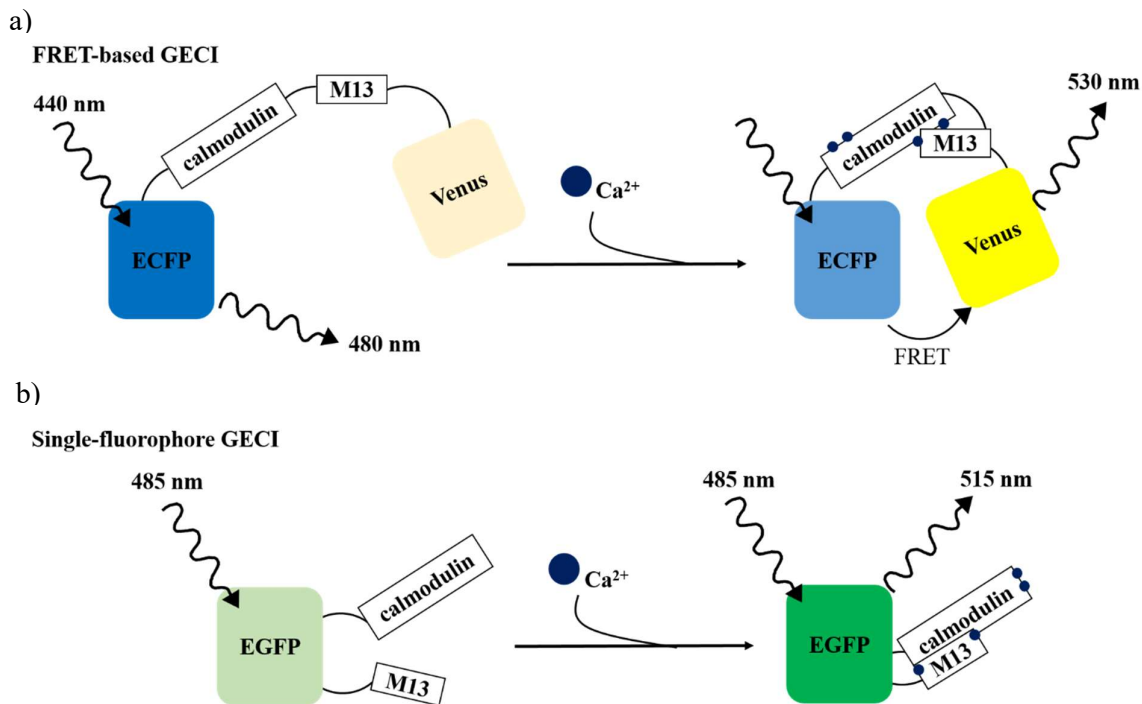 a)
FRET-based GECI
440 nm
calmodulin
M13
Venus
ECFP
480 nm
Ca²⁺
calmodulin
M13
530 nm
Venus
ECFP
FRET
b)
Single-fluorophore GECI
485 nm
calmodulin
EGFP
M13
Ca²⁺
485 nm
515 nm
calmodulin
EGFP
M13